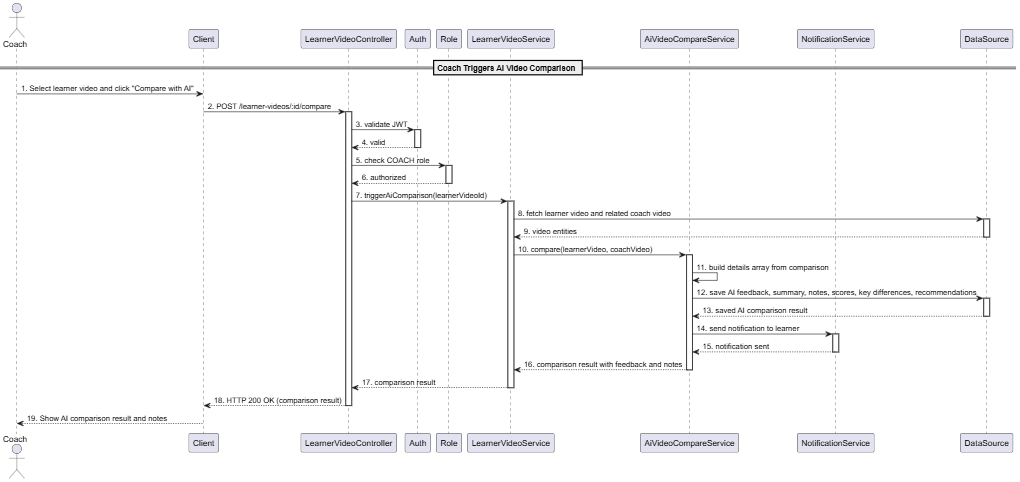 Coach
Client
LearnerVideoController
Auth
Role
LearnerVideoService
AiVideoCompareService
NotificationService
DataSource
Coach Triggers AI Video Comparison
1. Select learner video and click "Compare with AI"
2. POST /learner-videos/:id/compare
3. validate JWT
4. valid
5. check COACH role
6. authorized
7. triggerAiComparison(learnerVideoId)
8. fetch learner video and related coach video
9. video entities
10. compare(learnerVideo, coachVideo)
11. build details array from comparison
12. save AI feedback, summary, notes, scores, key differences, recommendations
13. saved AI comparison result
14. send notification to learner
15. notification sent
16. comparison result with feedback and notes
17. comparison result
18. HTTP 200 OK (comparison result)
19. Show AI comparison result and notes
Coach
Client
LearnerVideoController
Auth
Role
LearnerVideoService
AiVideoCompareService
NotificationService
DataSource